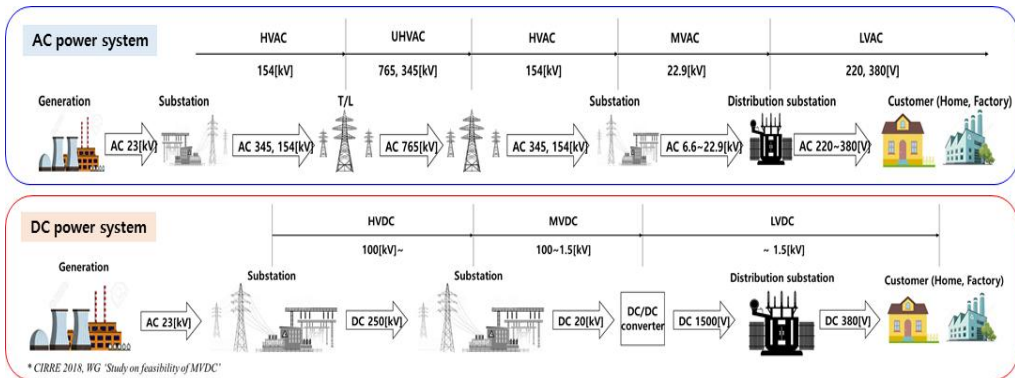 AC power system
HVAC UHVAC HVAC MVAC LVAC
154[kV] 765, 345[kV] 154[kV] 22.9[kV] 220, 380[V]
Generation Substation T/L Substation Distribution substation Customer (Home, Factory)
AC 23[kV] AC 345, 154[kV] AC 765[kV] AC 345, 154[kV] AC 6.6~22.9[kV] AC 220~380[V]
DC power system
HVDC MVDC LVDC
100[kV]~ 100~1.5[kV] ~ 1.5[kV]
Generation Substation Substation Distribution substation Customer (Home, Factory)
AC 23[kV] DC 250[kV] DC 20[kV] DC/DC DC 1500[V] DC 380[V]
converter
* CIRRE 2018, WG 'Study on feasibility of MVDC'